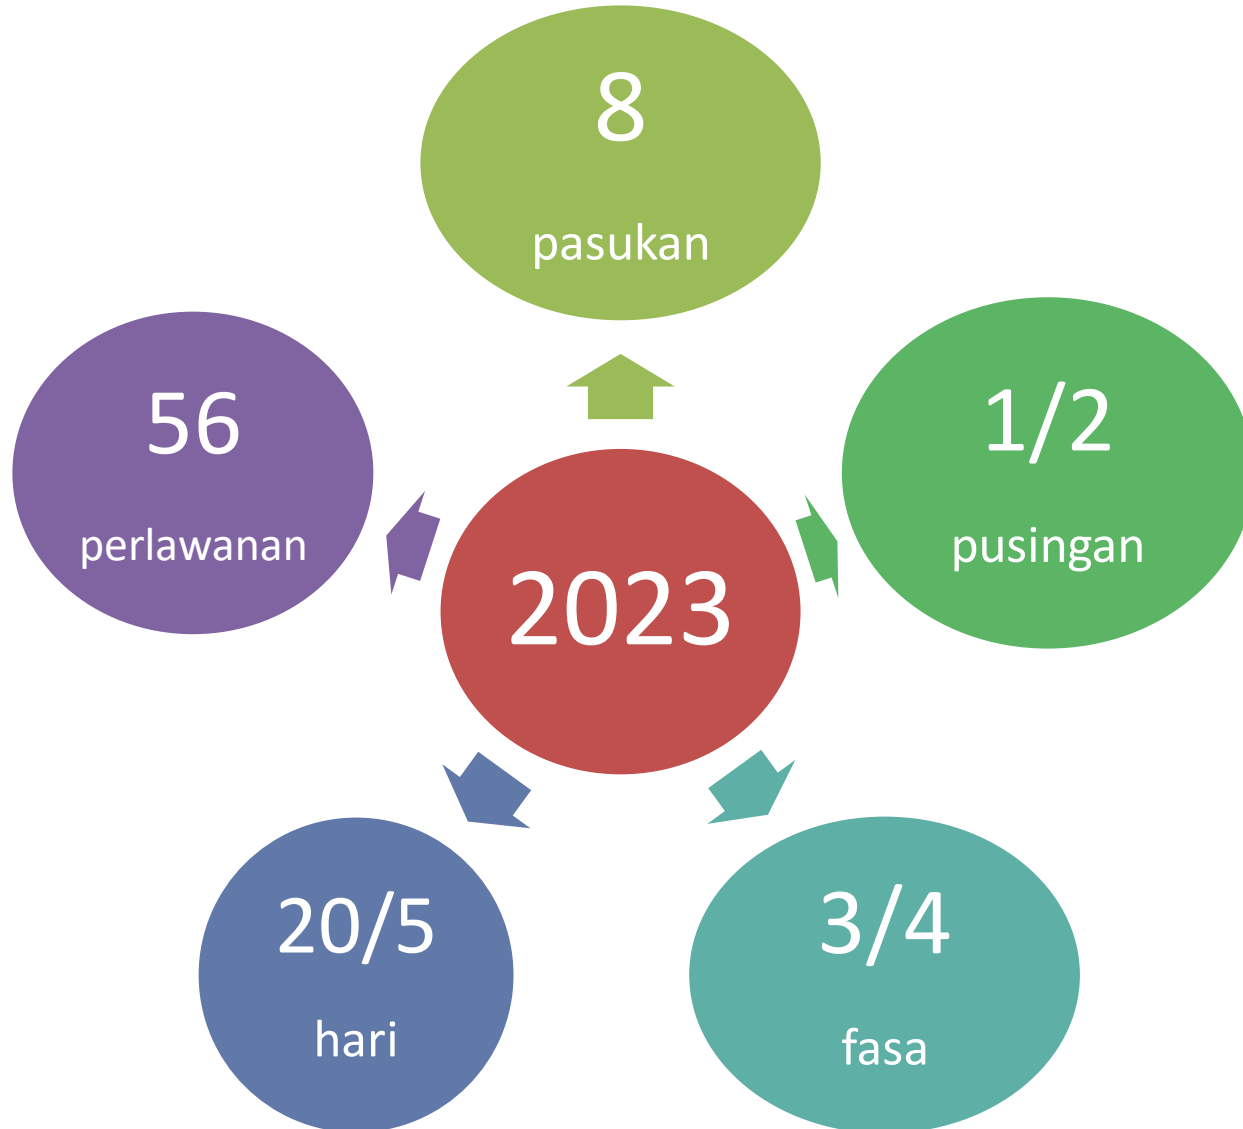 8
pasukan
1/2
pusingan
3/4
fasa
20/5
hari
56
perlawanan
2023